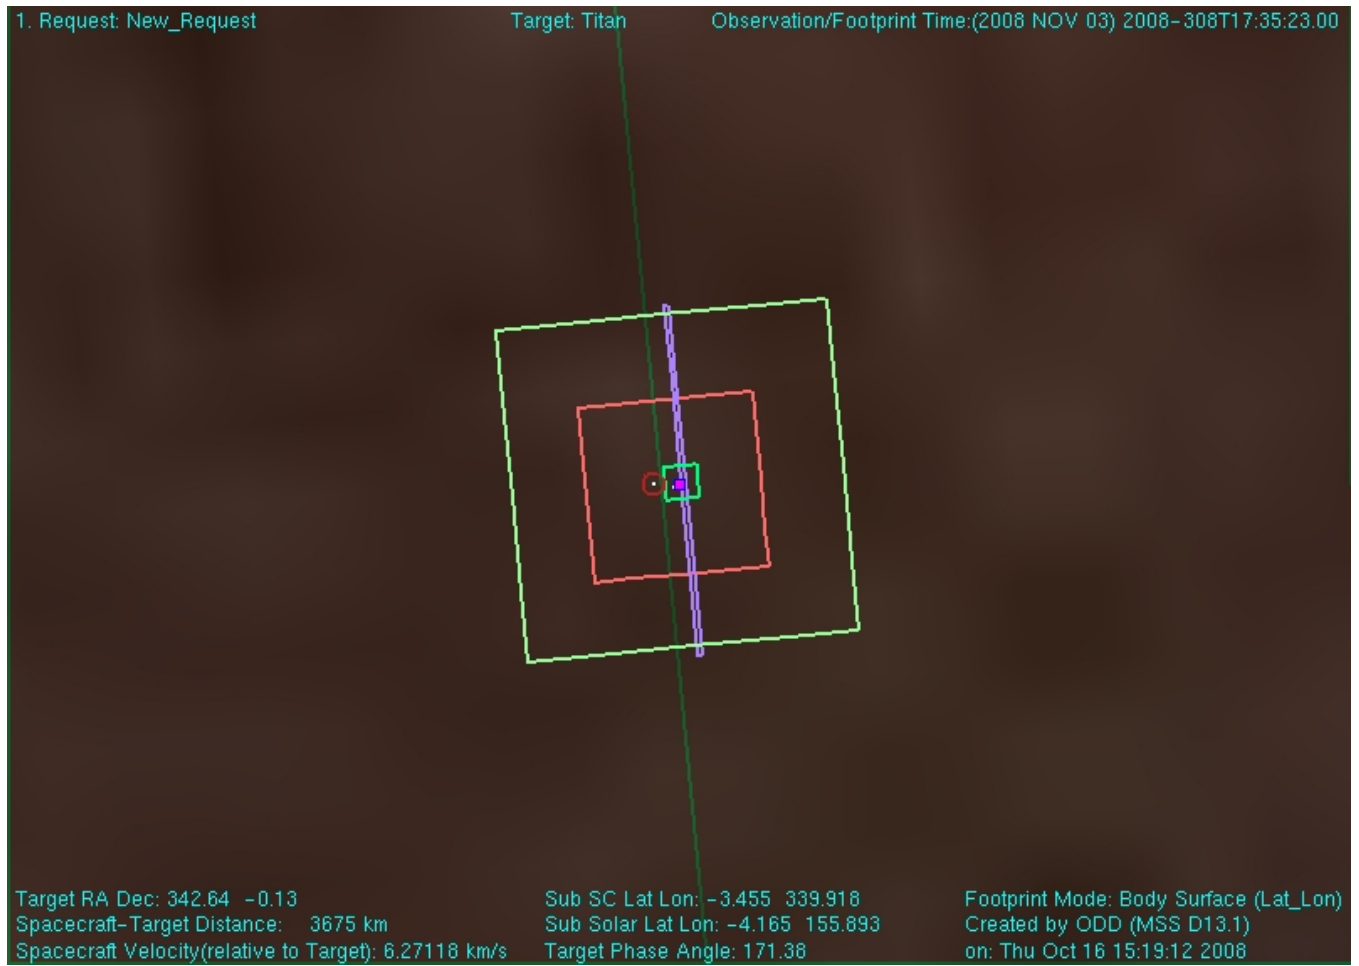 1. Request: New_Request Target: Titan Observation/Footprint Time:(2008 NOV 03) 2008-308T17:35:23.00
Target RA Dec: 342.64 -0.13 Sub SC Lat Lon: -3.455 339.918 Footprint Mode: Body Surface (Lat_Lon)
Spacecraft-Target Distance: 3675 km Sub Solar Lat Lon: -4.165 155.893 Created by ODD (MSS D13.1)
Spacecraft Velocity(relative to Target): 6.27118 km/s Target Phase Angle: 171.38 on: Thu Oct 16 15:19:12 2008